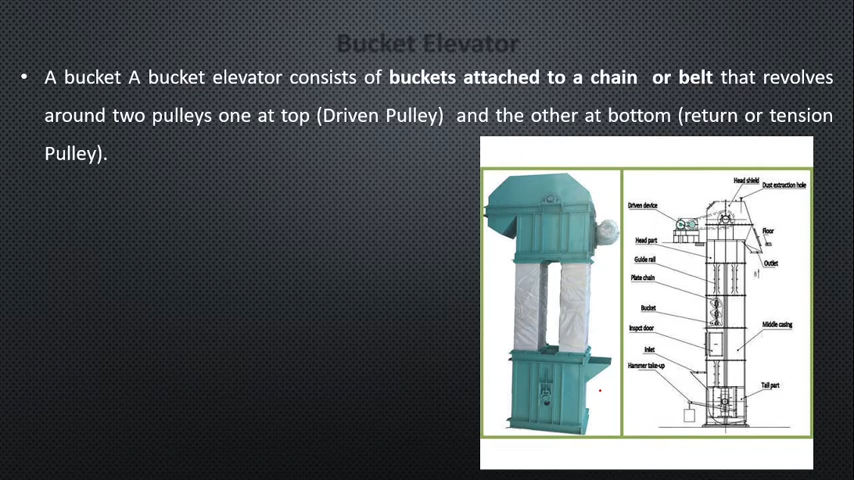 Bucket Elevator
• A bucket A bucket elevator consists of buckets attached to a chain or belt that revolves
around two pulleys one at top (Driven Pulley) and the other at bottom (return or tension
Pulley).
Head shield
Dust extraction hole
Driven device
Floor
Head part
Guide rail
Outlet
Plate chain
Bucket
Inspct door
Middle casing
Inlet
Hammer take-up
Tail part